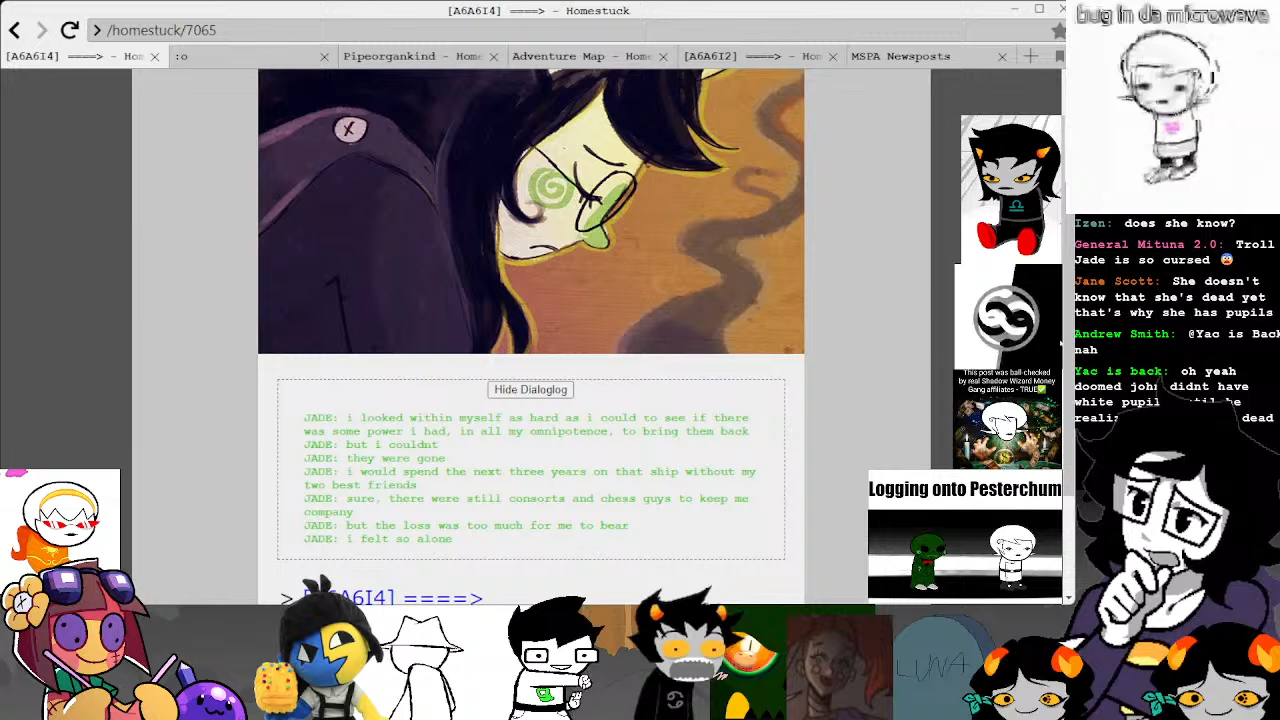 [A6A6I4] ====> - Homestuck
bug in da microwave
/homestuck/7065
[A6A6I4] ====> - Hom
:o
Pipeorgankind - Home
Adventure Map - Home
[A6A6I2] ====> - Hom
MSPA Newsposts
Hide Dialoglog
JADE: i looked within myself as hard as i could to see if there
was some power i had, in all my omnipotence, to bring them back
JADE: but i couldnt
JADE: they were gone
JADE: i would spend the next three years on that ship without my
two best friends
JADE: sure, there were still consorts and chess guys to keep me
company
JADE: but the loss was too much for me to bear
JADE: i felt so alone
> [A6A6I4] ====>
This post was ball-checked
by real Shadow Wizard Money
Gang affiliates - TRUE✅
Logging onto Pesterchum
Izen: does she know?
General Mituna 2.0: Troll
Jade is so cursed 😨
Jane Scott: She doesn't
know that she's dead yet
that's why she has pupils
Andrew Smith: @Yac is Back
nah
Yac is back: oh yeah
doomed john didnt have
white pupil until he
dead
LUNA